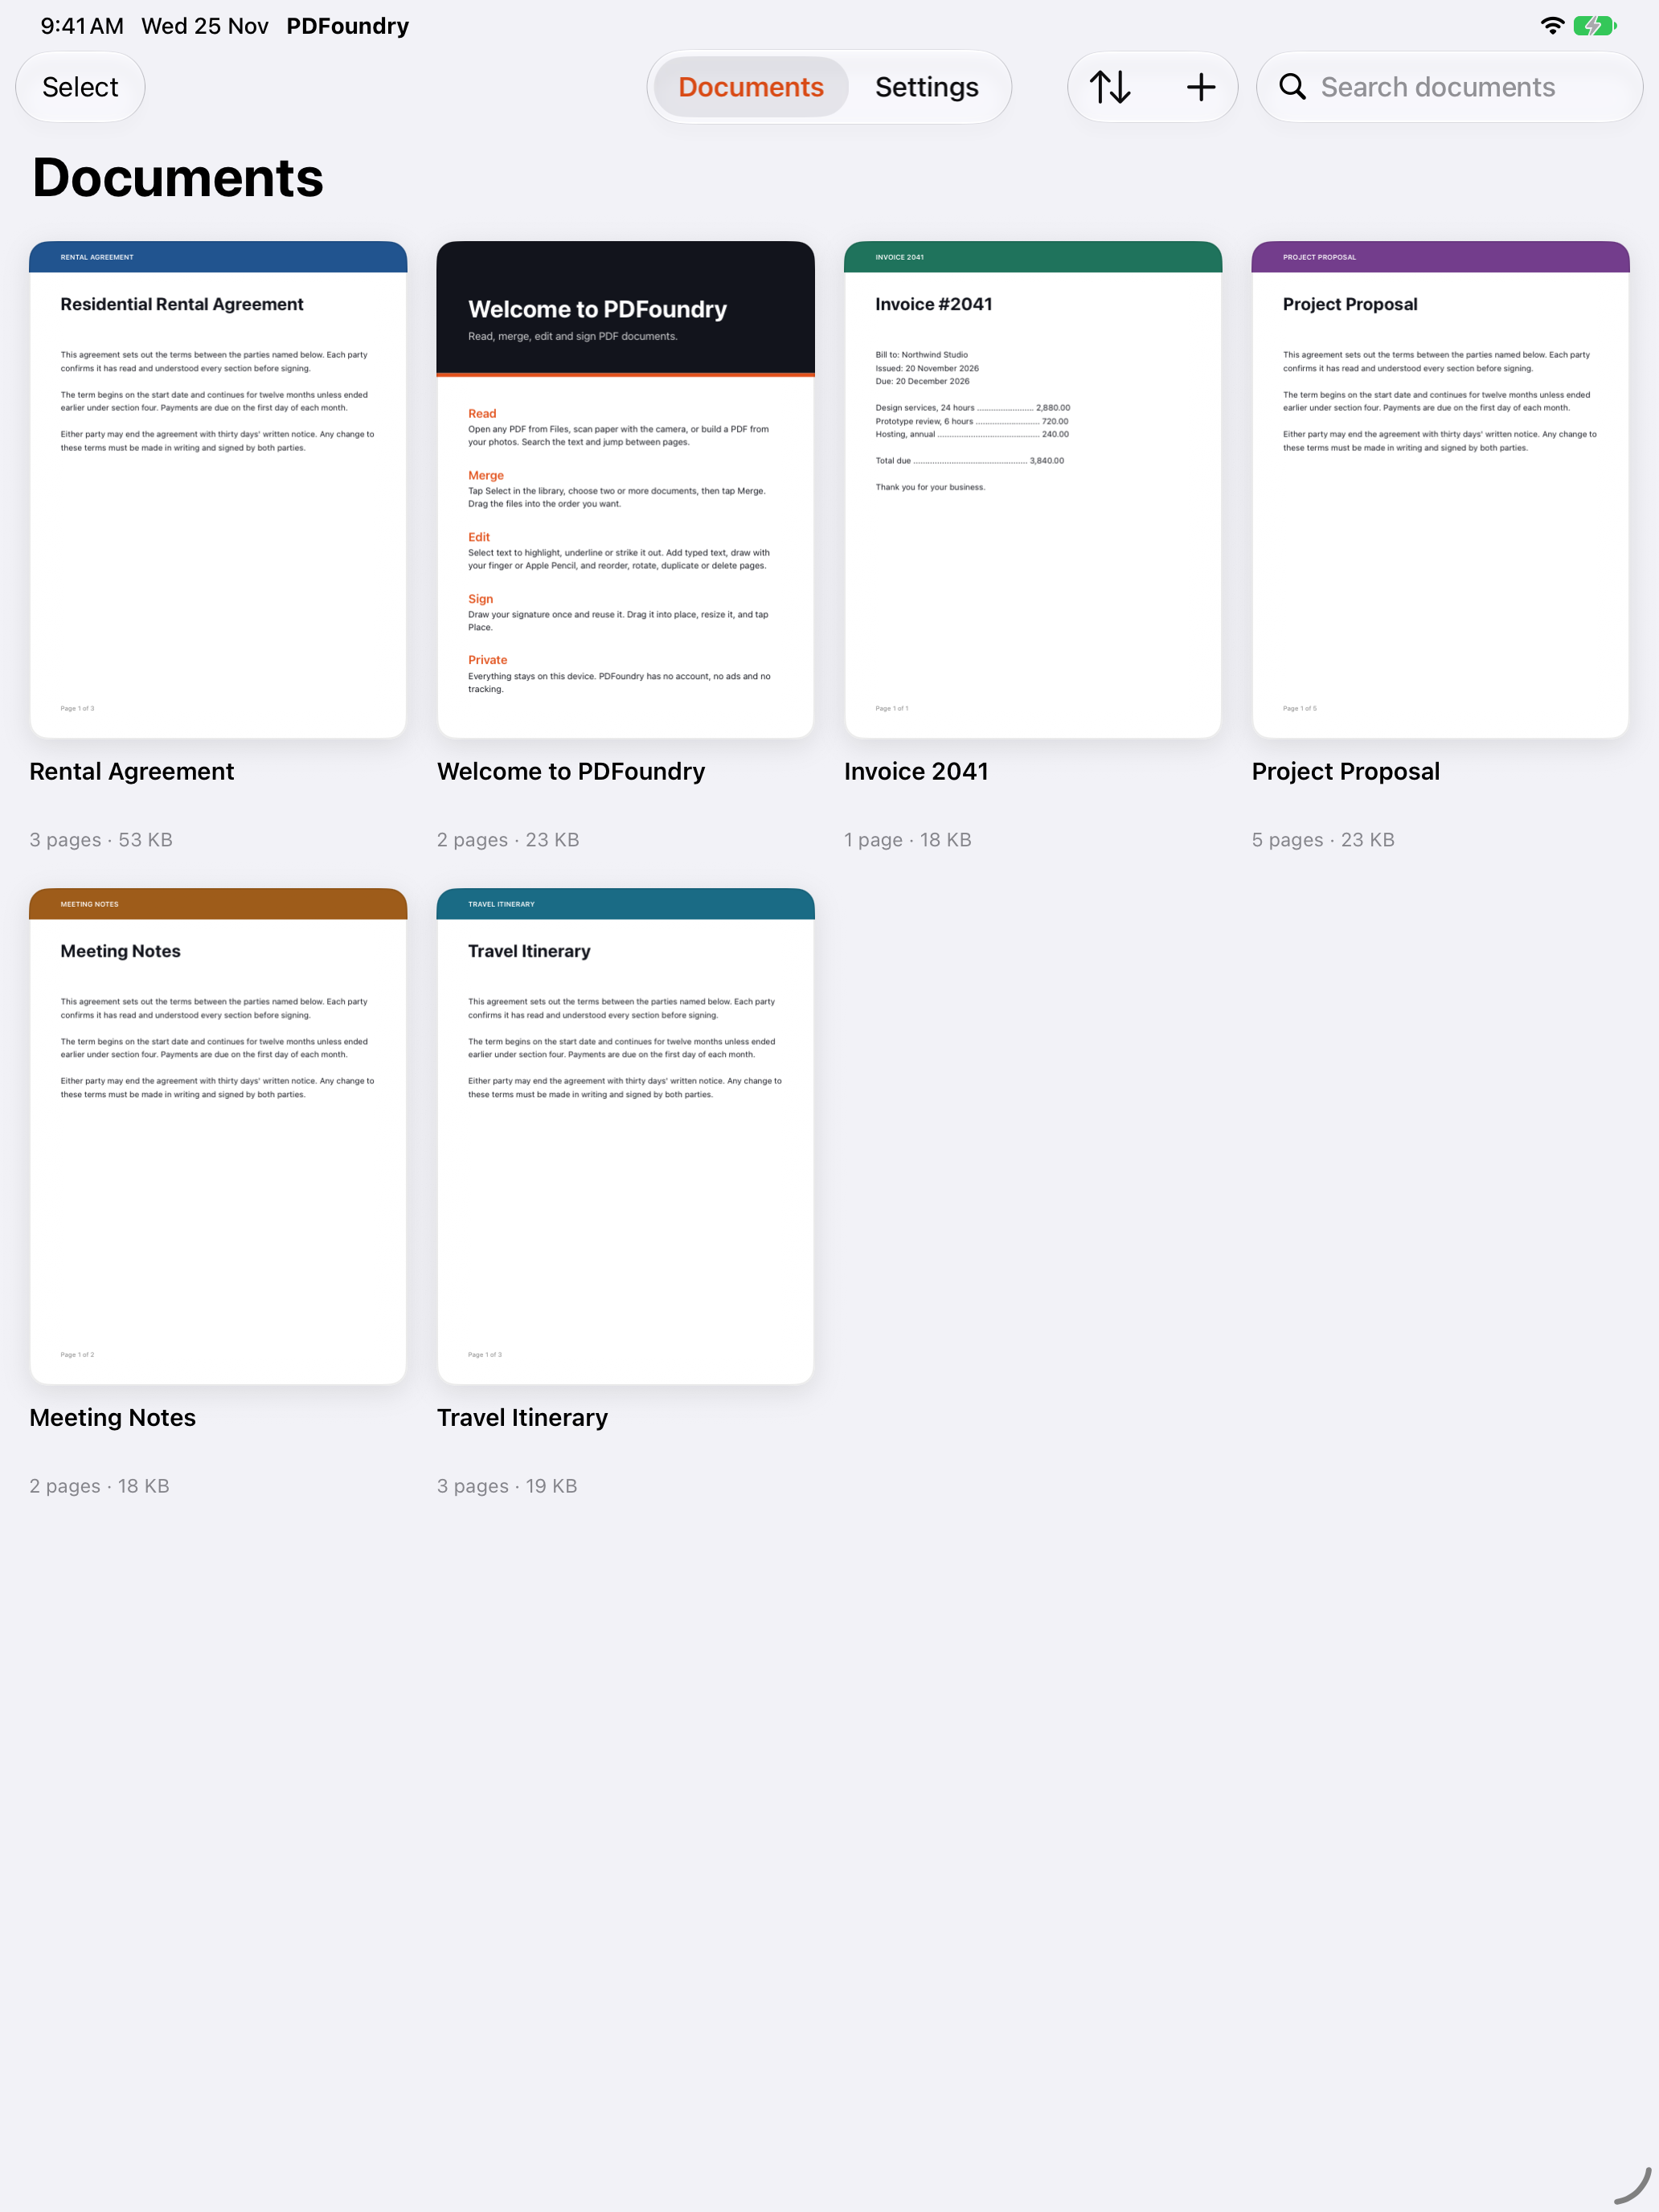 9:41 AM Wed 25 Nov PDFoundry
Select
Documents
Settings
Search documents
Documents
RENTAL AGREEMENT
Residential Rental Agreement
This agreement sets out the terms between the parties named below. Each party
confirms it has read and understood every section before signing.
The term begins on the start date and continues for twelve months unless ended
earlier under section four. Payments are due on the first day of each month.
Either party may end the agreement with thirty days' written notice. Any change to
these terms must be made in writing and signed by both parties.
Page 1 of 3
Rental Agreement
3 pages · 53 KB
Welcome to PDFoundry
Read, merge, edit and sign PDF documents.
Read
Open any PDF from Files, scan paper with the camera, or build a PDF from
your photos. Search the text and jump between pages.
Merge
Tap Select in the library, choose two or more documents, then tap Merge.
Drag the files into the order you want.
Edit
Select text to highlight, underline or strike it out. Add typed text, draw with
your finger or Apple Pencil, and reorder, rotate, duplicate or delete pages.
Sign
Draw your signature once and reuse it. Drag it into place, resize it, and tap
Place.
Private
Everything stays on this device. PDFoundry has no account, no ads and no
tracking.
Welcome to PDFoundry
2 pages · 23 KB
INVOICE 2041
Invoice #2041
Bill to: Northwind Studio
Issued: 20 November 2026
Due: 20 December 2026
Design services, 24 hours ....................... 2,880.00
Prototype review, 6 hours ......................... 720.00
Hosting, annual ........................................ 240.00
Total due ............................................. 3,840.00
Thank you for your business.
Page 1 of 1
Invoice 2041
1 page · 18 KB
PROJECT PROPOSAL
Project Proposal
This agreement sets out the terms between the parties named below. Each party
confirms it has read and understood every section before signing.
The term begins on the start date and continues for twelve months unless ended
earlier under section four. Payments are due on the first day of each month.
Either party may end the agreement with thirty days' written notice. Any change to
these terms must be made in writing and signed by both parties.
Page 1 of 5
Project Proposal
5 pages · 23 KB
MEETING NOTES
Meeting Notes
This agreement sets out the terms between the parties named below. Each party
confirms it has read and understood every section before signing.
The term begins on the start date and continues for twelve months unless ended
earlier under section four. Payments are due on the first day of each month.
Either party may end the agreement with thirty days' written notice. Any change to
these terms must be made in writing and signed by both parties.
Page 1 of 2
Meeting Notes
2 pages · 18 KB
TRAVEL ITINERARY
Travel Itinerary
This agreement sets out the terms between the parties named below. Each party
confirms it has read and understood every section before signing.
The term begins on the start date and continues for twelve months unless ended
earlier under section four. Payments are due on the first day of each month.
Either party may end the agreement with thirty days' written notice. Any change to
these terms must be made in writing and signed by both parties.
Page 1 of 3
Travel Itinerary
3 pages · 19 KB